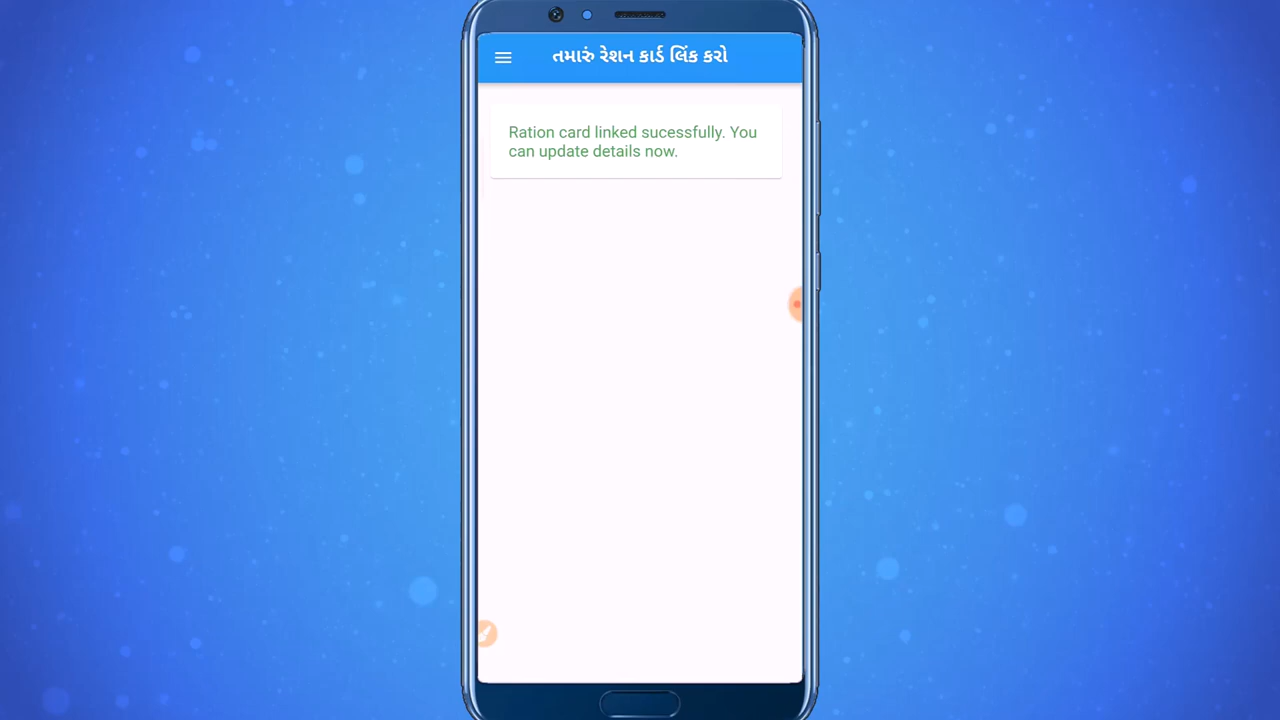 તમારું રેશન કાર્ડ લિંક કરો
Ration card linked sucessfully. You
can update details now.